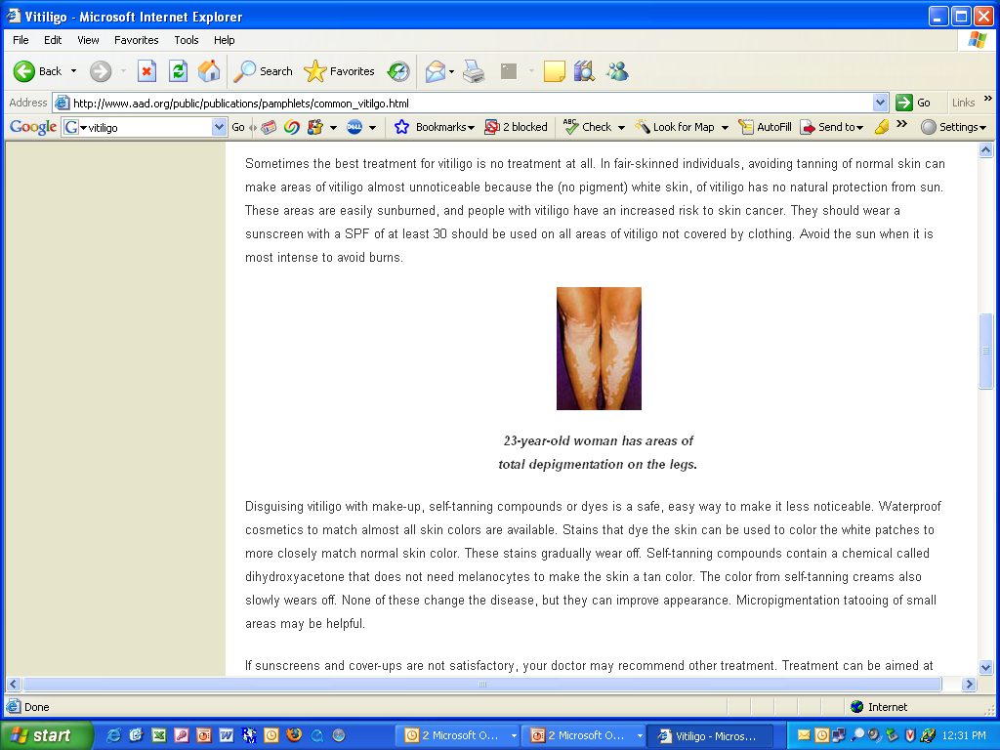 Vitiligo - Microsoft Internet Explorer
File Edit View Favorites Tools Help
Back Search Favorites
Address http://www.aad.org/public/publications/pamphlets/common_vitilgo.html Go Links »
Google G vitiligo Go DELL Bookmarks 2 blocked ABC Check Look for Map AutoFill Send to » Settings
Sometimes the best treatment for vitiligo is no treatment at all. In fair-skinned individuals, avoiding tanning of normal skin can
make areas of vitiligo almost unnoticeable because the (no pigment) white skin, of vitiligo has no natural protection from sun.
These areas are easily sunburned, and people with vitiligo have an increased risk to skin cancer. They should wear a
sunscreen with a SPF of at least 30 should be used on all areas of vitiligo not covered by clothing. Avoid the sun when it is
most intense to avoid burns.
23-year-old woman has areas of
total depigmentation on the legs.
Disguising vitiligo with make-up, self-tanning compounds or dyes is a safe, easy way to make it less noticeable. Waterproof
cosmetics to match almost all skin colors are available. Stains that dye the skin can be used to color the white patches to
more closely match normal skin color. These stains gradually wear off. Self-tanning compounds contain a chemical called
dihydroxyacetone that does not need melanocytes to make the skin a tan color. The color from self-tanning creams also
slowly wears off. None of these change the disease, but they can improve appearance. Micropigmentation tatooing of small
areas may be helpful.
If sunscreens and cover-ups are not satisfactory, your doctor may recommend other treatment. Treatment can be aimed at
Done Internet
start 2 Microsoft O... 2 Microsoft O... Vitiligo - Micros... 12:31 PM